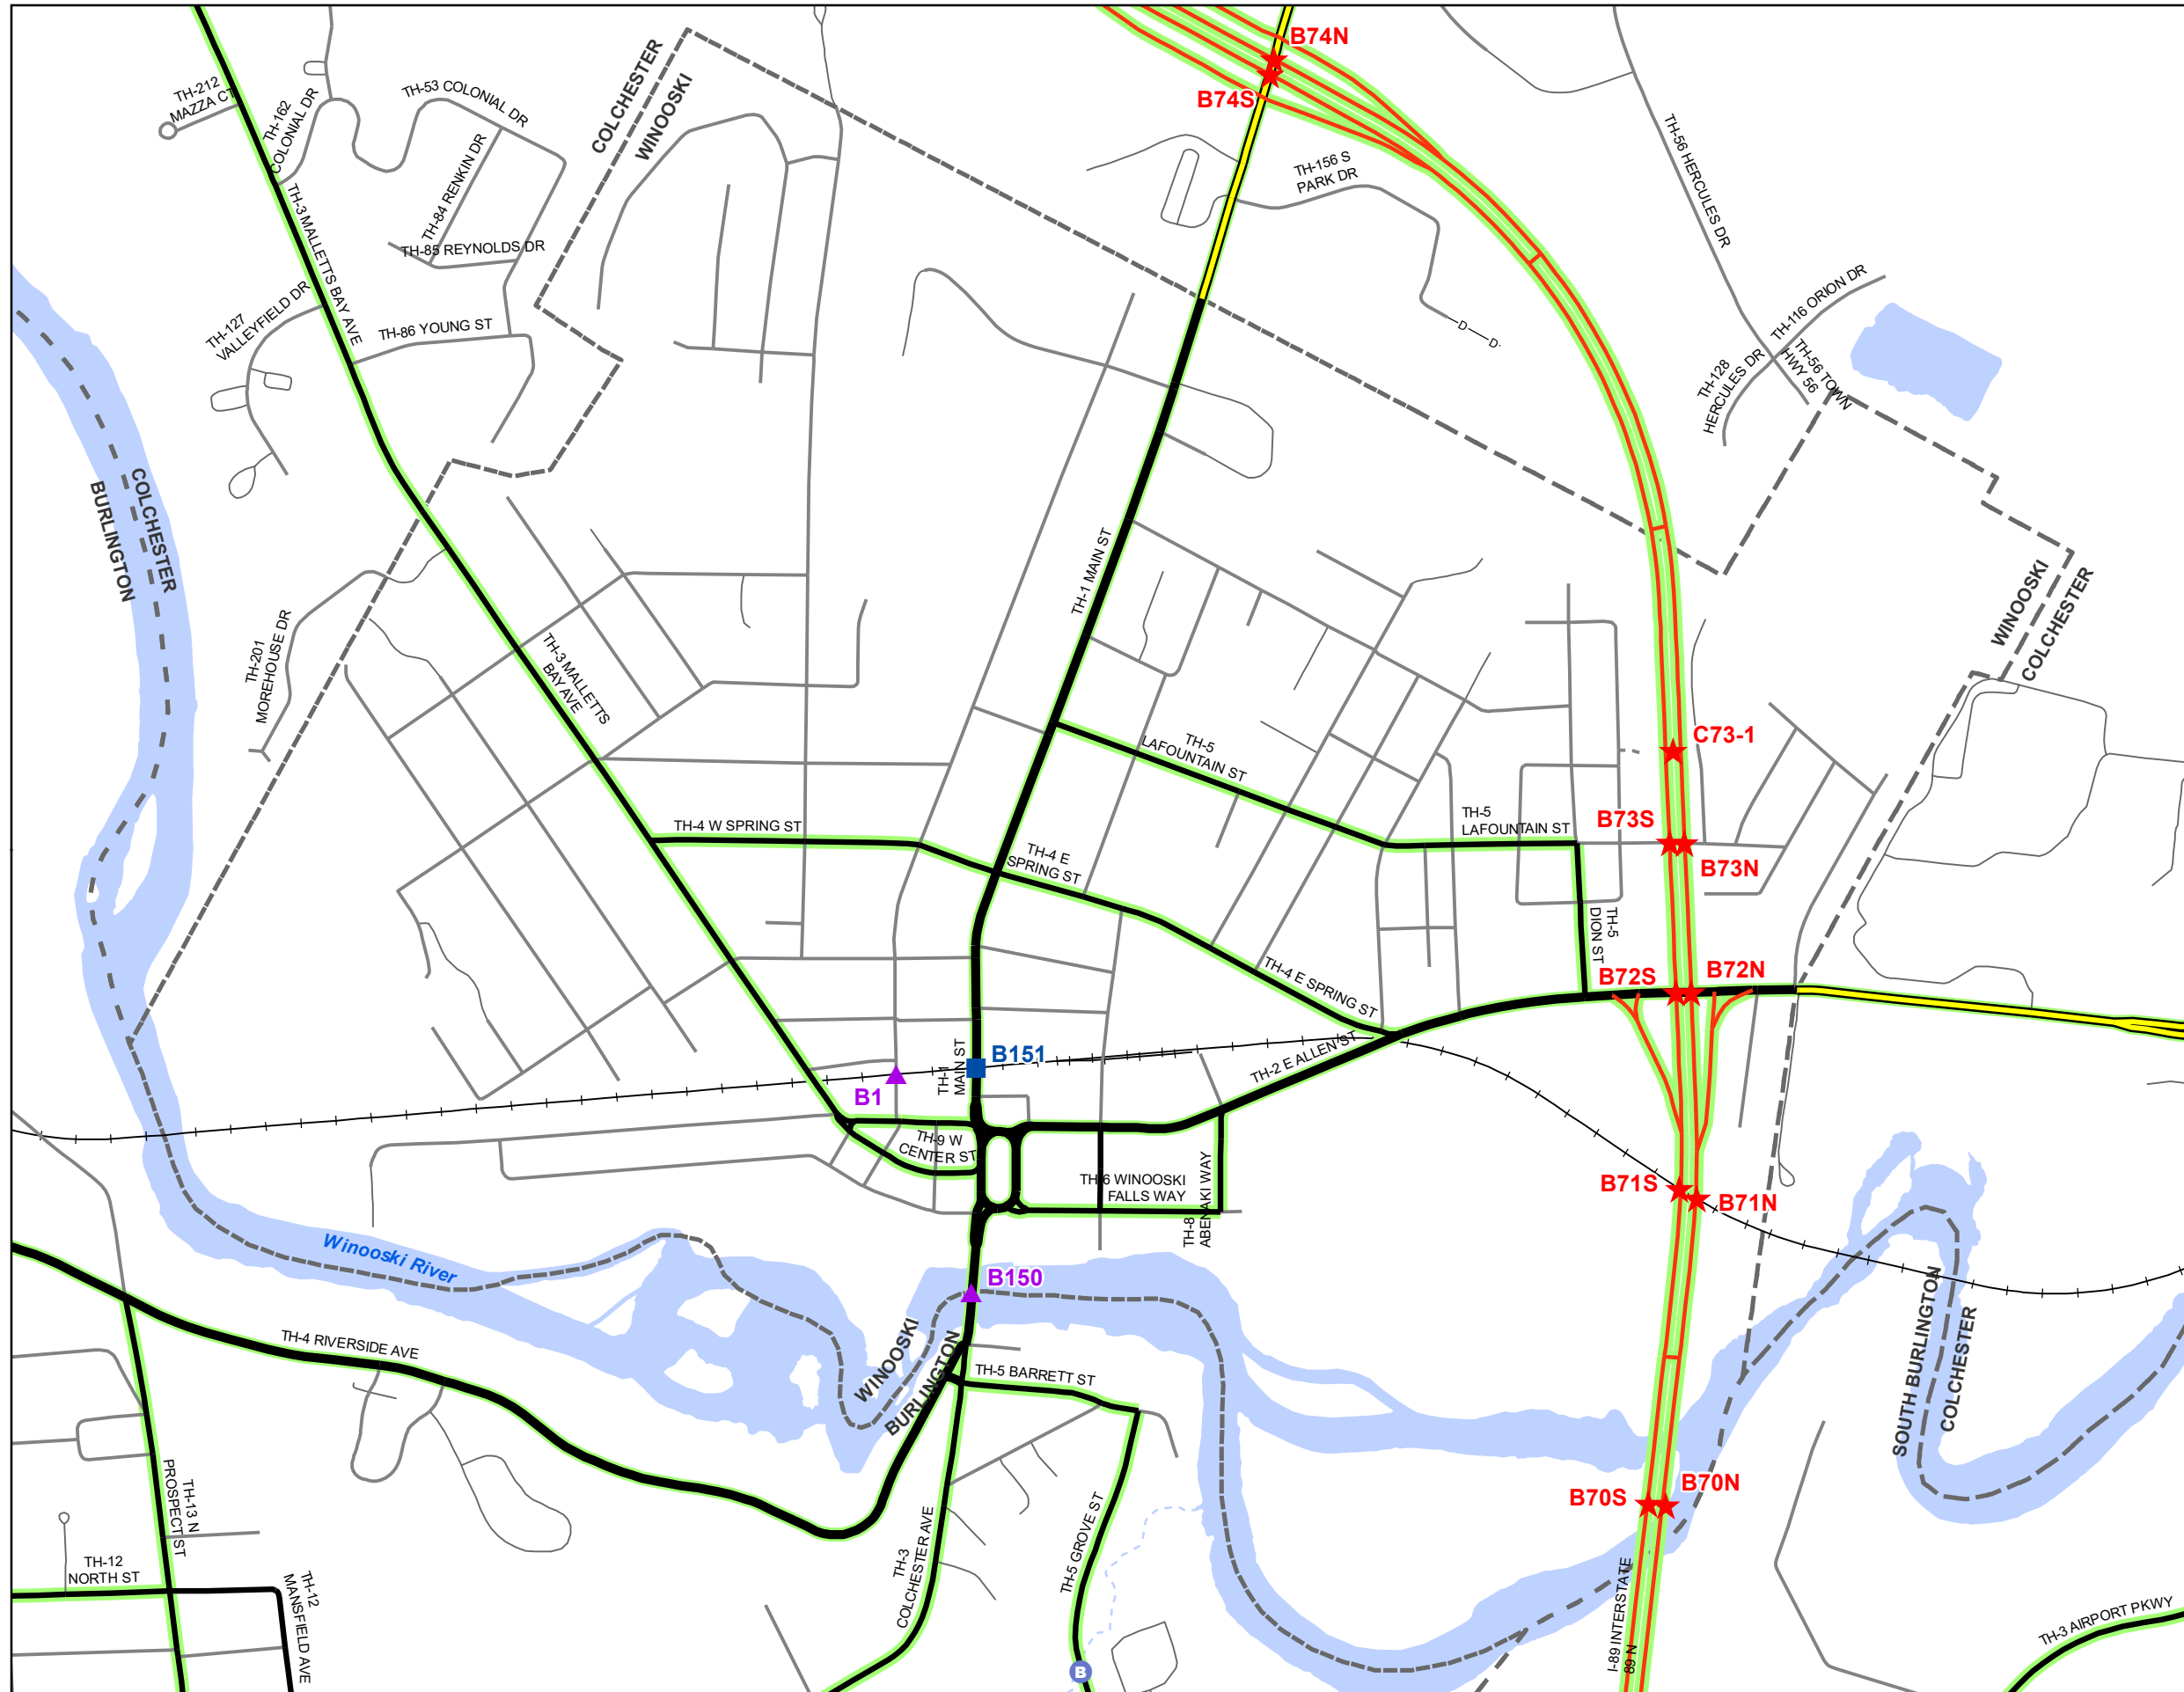 B74N
B74S
COLCHESTER
WINOOSKI
TH-212
MAZZA CT
TH-162
COLONIAL DR
TH-53 COLONIAL DR
TH-84 RENKIN DR
TH-85 REYNOLDS DR
TH-3 MALLETTS BAY AVE
TH-127
VALLEYFIELD DR
TH-86 YOUNG ST
TH-156 S
PARK DR
D
D
TH-56 HERCULES DR
TH-116 ORION DR
TH-128
HERCULES DR
TH-56 TOWN
HWY 56
COLCHESTER
BURLINGTON
TH-201
MOREHOUSE DR
TH-3 MALLETTS
BAY AVE
TH-1 MAIN ST
WINOOSKI
COLCHESTER
TH-5
LAFOUNTAIN ST
C73-1
TH-5
LAFOUNTAIN ST
B73S
B73N
TH-4 W SPRING ST
TH-4 E
SPRING ST
TH-5
DION ST
TH-4 E SPRING ST
B72S
B72N
TH-1
MAIN ST
B151
B1
TH-2 E ALLEN ST
TH-9 W
CENTER ST
TH-6 WINOOSKI
FALLS WAY
TH-8
ABENAKI WAY
B71S
B71N
Winooski River
B150
WINOOSKI
BURLINGTON
SOUTH BURLINGTON
COLCHESTER
TH-4 RIVERSIDE AVE
TH-5 BARRETT ST
TH-13 N
PROSPECT ST
TH-3
COLCHESTER AVE
TH-5 GROVE ST
B70S
B70N
TH-12
NORTH ST
TH-12
MANSFIELD AVE
I-89 INTERSTATE
89 N
TH-3 AIRPORT PKWY
B